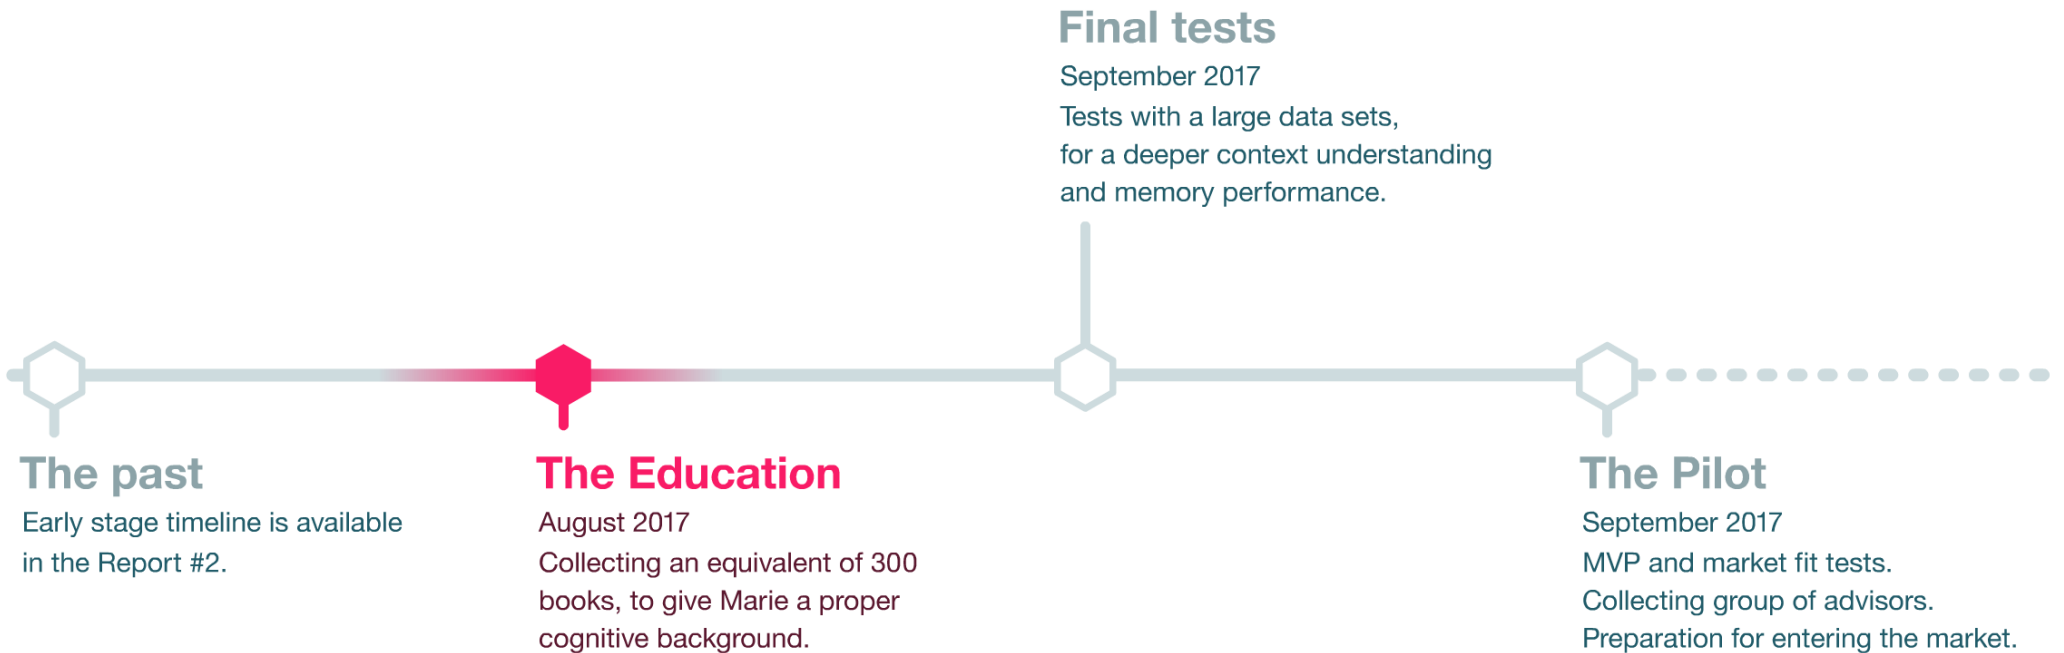 Final tests
September 2017
Tests with a large data sets,
for a deeper context understanding
and memory performance.
The past
Early stage timeline is available
in the Report #2.
The Education
August 2017
Collecting an equivalent of 300
books, to give Marie a proper
cognitive background.
The Pilot
September 2017
MVP and market fit tests.
Collecting group of advisors.
Preparation for entering the market.